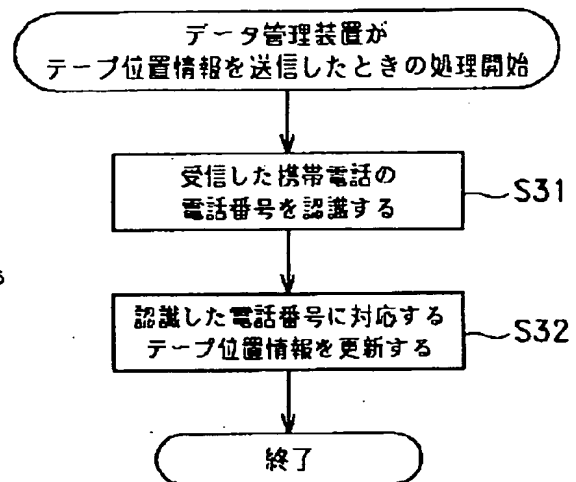 データ管理装置が
テープ位置情報を送信したときの処理開始
受信した携帯電話の
電話番号を認識する
S31
認識した電話番号に対応する
テープ位置情報を更新する
S32
終了